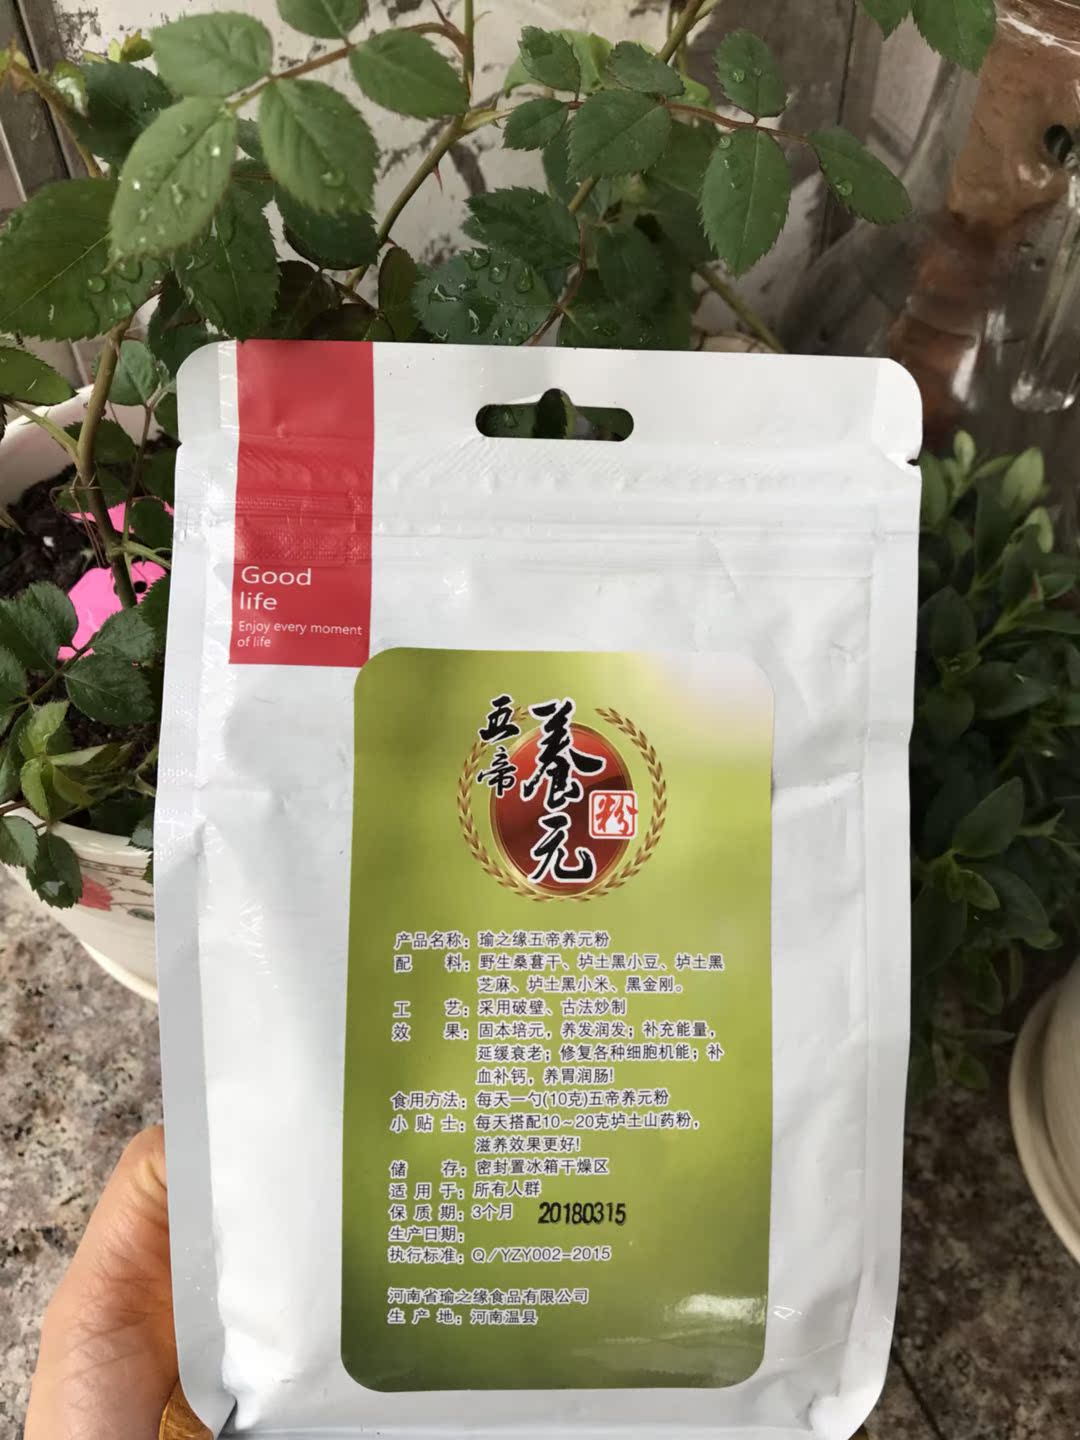 Good
life
Enjoy every moment
of life
五帝
養元
粉
产品名称：瑜之缘五帝养元粉
配 料：野生桑葚干、垆土黑小豆、垆土黑
芝麻、垆土黑小米、黑金刚。
工 艺：采用破壁、古法炒制
效 果：固本培元，养发润发；补充能量，
延缓衰老；修复各种细胞机能；补
血补钙，养胃润肠！
食用方法：每天一勺(10克)五帝养元粉
小 贴 士：每天搭配10~20克垆土山药粉，
滋养效果更好！
储 存：密封置冰箱干燥区
适 用 于：所有人群
保 质 期：3个月 20180315
生产日期：
执行标准：Q/YZY002-2015
河南省瑜之缘食品有限公司
生 产 地：河南温县